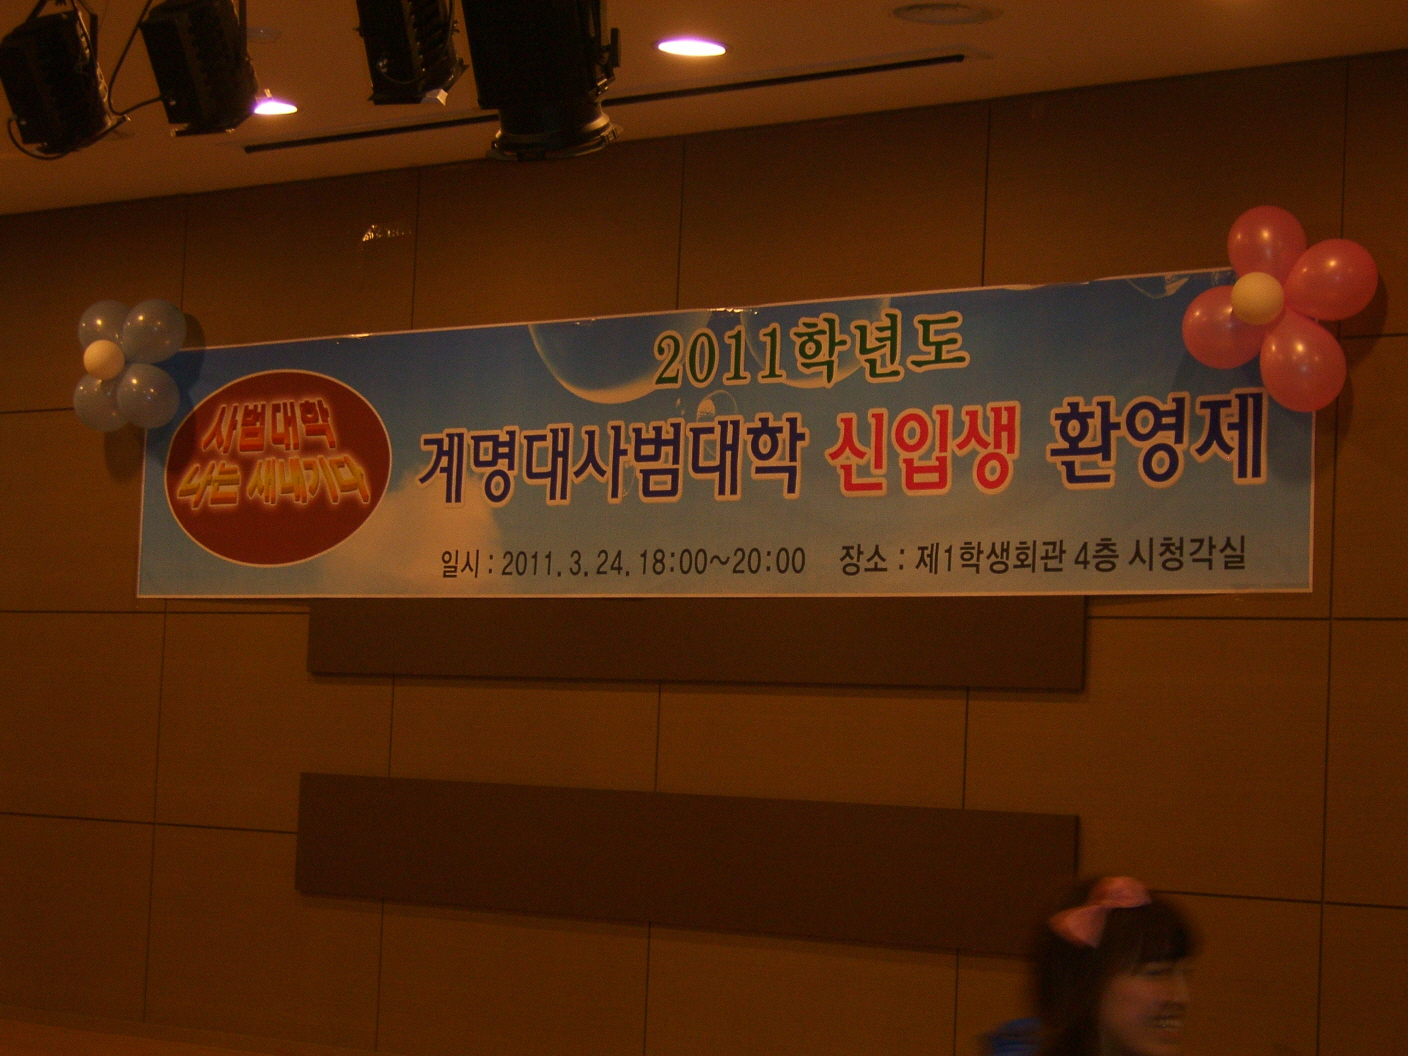 사범대학
나는 새내기다
2011학년도
계명대사범대학 신입생 환영제
일시 : 2011. 3. 24. 18:00~20:00 장소 : 제1학생회관 4층 시청각실